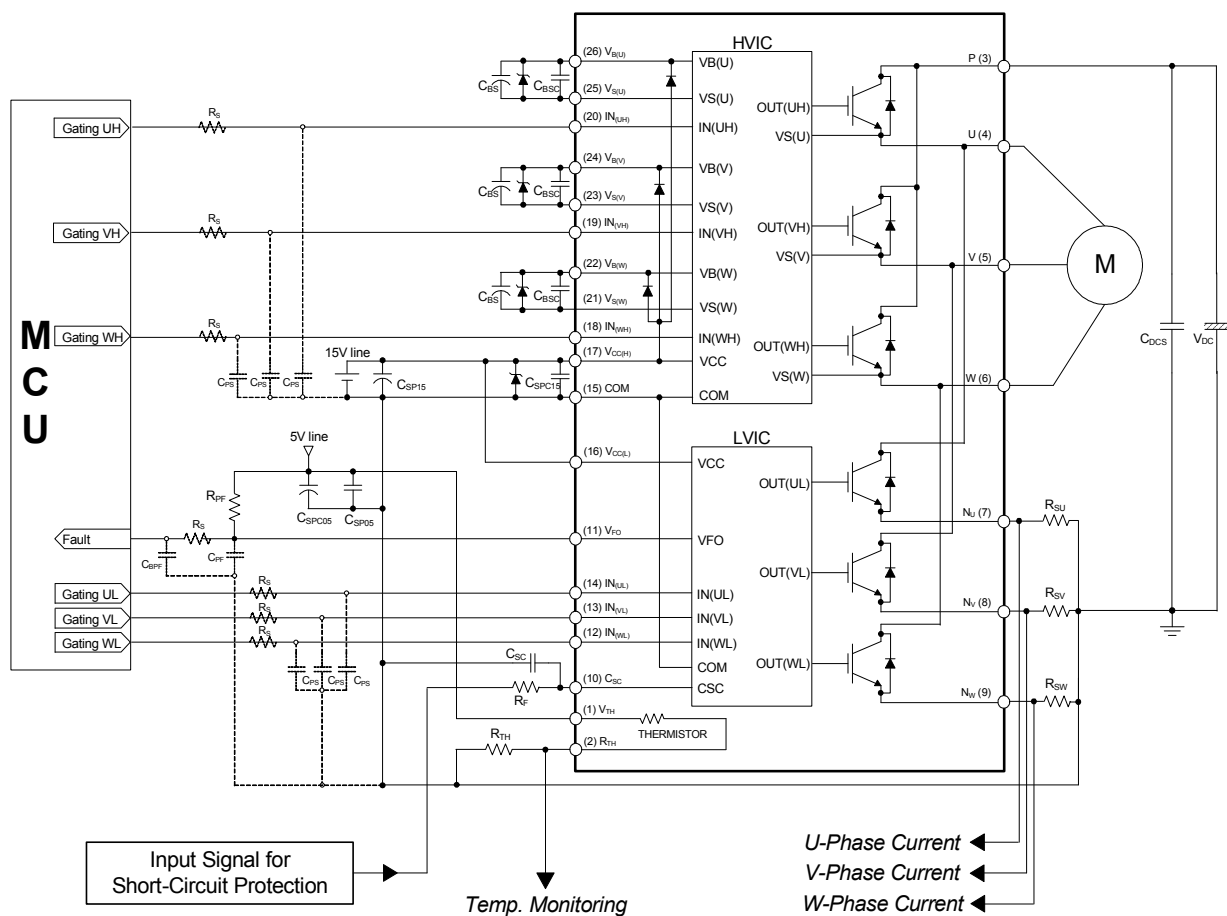 HVIC
(26) VB(U)
VB(U)
P (3)
CBS
CBSC
(25) VS(U)
VS(U)
OUT(UH)
RS
Gating UH
(20) IN(UH)
IN(UH)
VS(U)
U (4)
(24) VB(V)
VB(V)
CBS
CBSC
(23) VS(V)
VS(V)
RS
Gating VH
(19) IN(VH)
IN(VH)
OUT(VH)
VS(V)
V (5)
M
(22) VB(W)
VB(W)
CBS
CBSC
(21) VS(W)
VS(W)
RS
Gating WH
(18) IN(WH)
IN(WH)
OUT(WH)
CDCS
VDC
15V line
(17) VCC(H)
VCC
VS(W)
W (6)
CPS
CPS
CPS
CSP15
CSPC15
(15) COM
COM
MCU
LVIC
5V line
(16) VCC(L)
VCC
OUT(UL)
RPF
CSPC05
CSP05
NU (7)
RSU
RS
Fault
(11) VFO
VFO
CBPF
CPF
OUT(VL)
RS
Gating UL
(14) IN(UL)
IN(UL)
RS
Gating VL
(13) IN(VL)
IN(VL)
NV (8)
RSV
RS
Gating WL
(12) IN(WL)
IN(WL)
CSC
COM
OUT(WL)
CPS
CPS
CPS
RF
(10) CSC
CSC
NW (9)
RSW
(1) VTH
THERMISTOR
RTH
(2) RTH
Input Signal for
Short-Circuit Protection
Temp. Monitoring
U-Phase Current
V-Phase Current
W-Phase Current